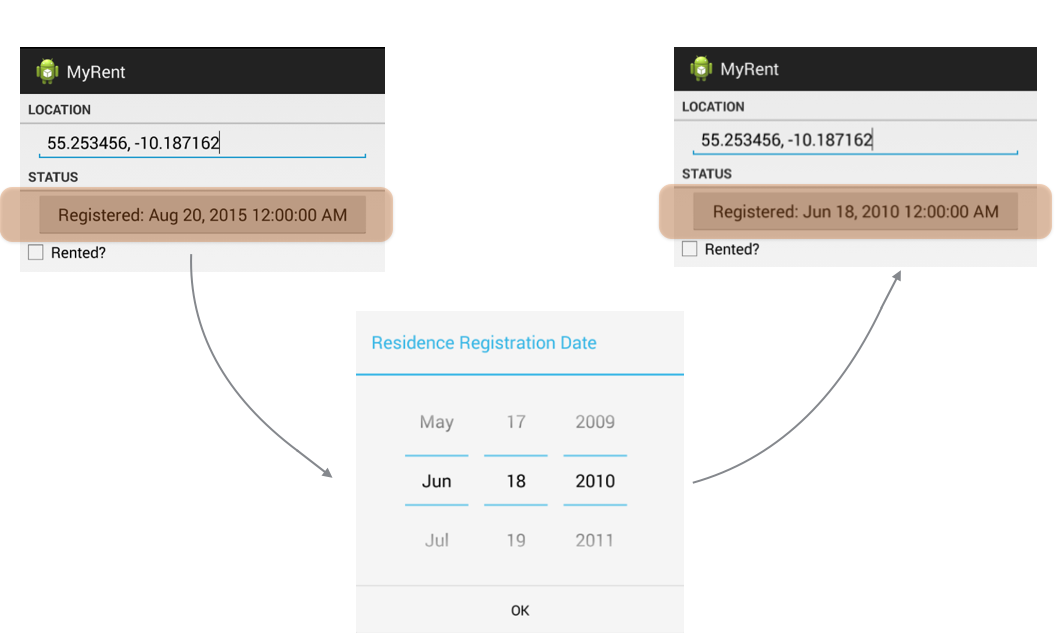 MyRent
LOCATION
55.253456, -10.187162
STATUS
Registered: Aug 20, 2015 12:00:00 AM
Rented?
MyRent
LOCATION
55.253456, -10.187162
STATUS
Registered: Jun 18, 2010 12:00:00 AM
Rented?
Residence Registration Date
May 17 2009
Jun 18 2010
Jul 19 2011
OK